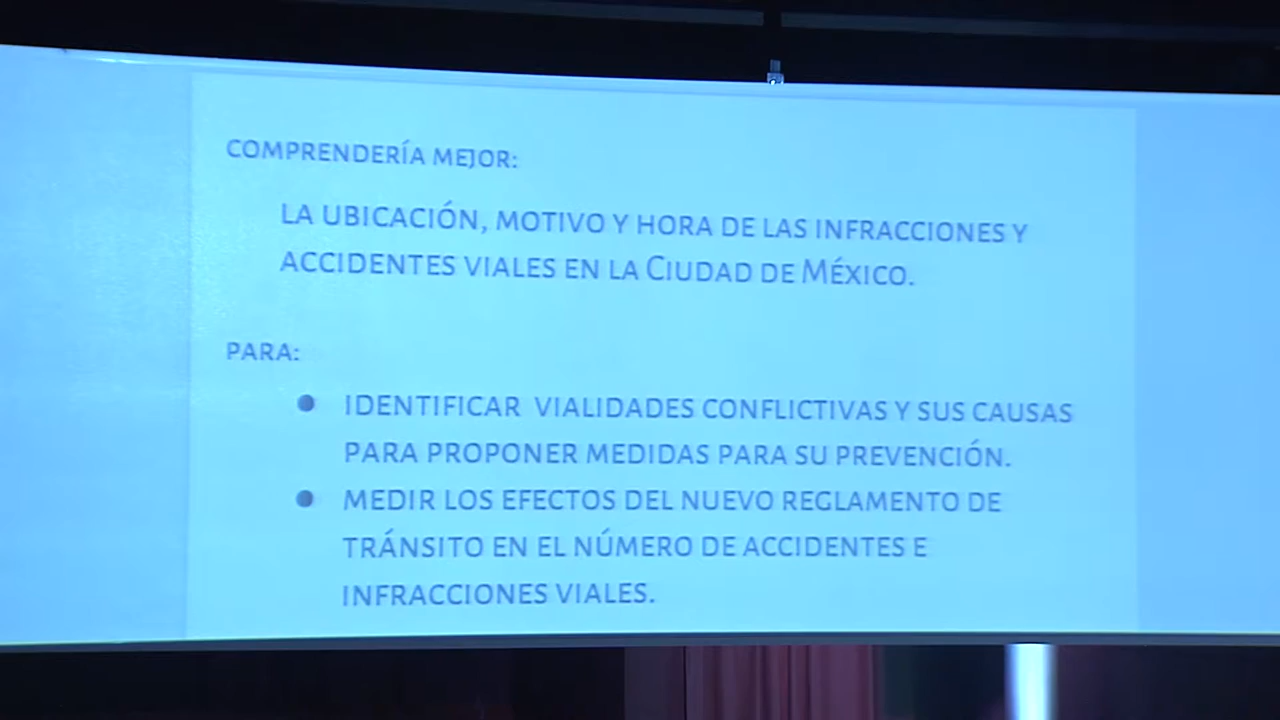 COMPRENDERÍA MEJOR:
LA UBICACIÓN, MOTIVO Y HORA DE LAS INFRACCIONES Y
ACCIDENTES VIALES EN LA CIUDAD DE MÉXICO.
PARA:
● IDENTIFICAR VIALIDADES CONFLICTIVAS Y SUS CAUSAS
PARA PROPONER MEDIDAS PARA SU PREVENCIÓN.
● MEDIR LOS EFECTOS DEL NUEVO REGLAMENTO DE
TRÁNSITO EN EL NÚMERO DE ACCIDENTES E
INFRACCIONES VIALES.